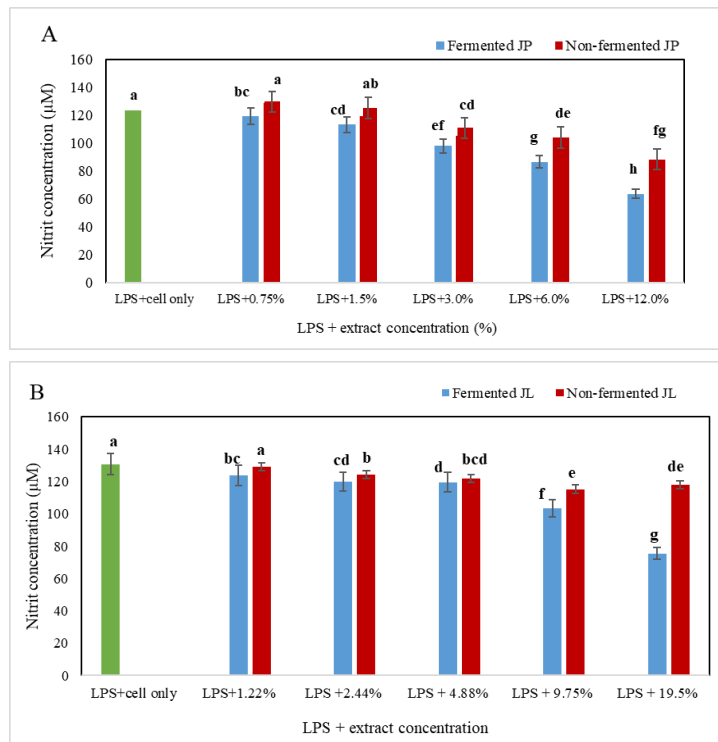 A
Fermented JP Non-fermented JP
Nitrit concentration (µM)
160
140
120
100
80
60
40
20
0
a bc a cd ab ef cd g de h fg
LPS+cell only LPS+0.75% LPS+1.5% LPS+3.0% LPS+6.0% LPS+12.0%
LPS + extract concentration (%)
B
Fermented JL Non-fermented JL
Nitrit concentration (µM)
160
140
120
100
80
60
40
20
0
a bc a cd b d bcd f e g de
LPS+cell only LPS+1.22% LPS +2.44% LPS + 4.88% LPS + 9.75% LPS + 19.5%
LPS + extract concentration